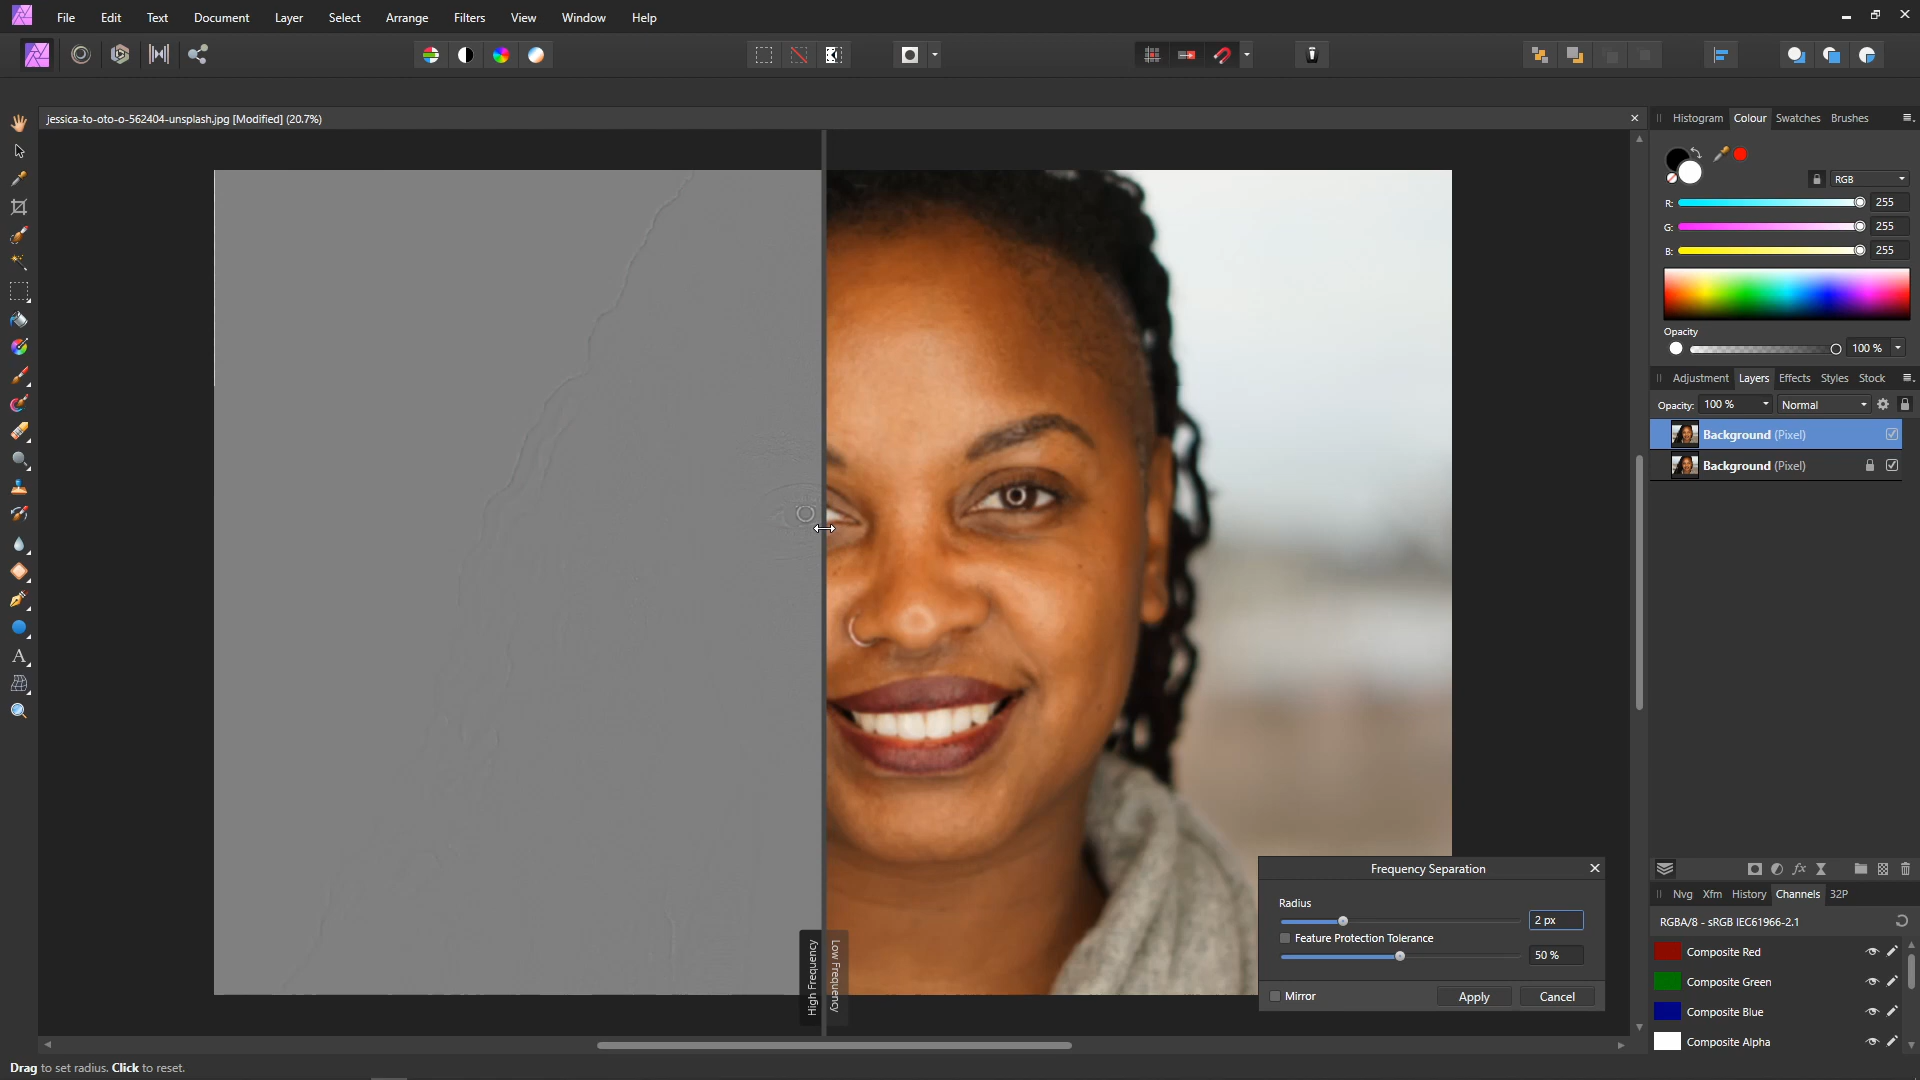 File Edit Text Document Layer Select Arrange Filters View Window Help
jessica-to-oto-o-562404-unsplash.jpg [Modified] (20.7%)
Histogram Colour Swatches Brushes
RGB
R: 255
G: 255
B: 255
Opacity
100 %
Adjustment Layers Effects Styles Stock
Opacity: 100 % Normal
Background (Pixel)
Background (Pixel)
High Frequency
Low Frequency
Frequency Separation
Radius
2 px
Feature Protection Tolerance
50 %
Mirror Apply Cancel
Nvg Xfm History Channels 32P
RGBA/8 - sRGB IEC61966-2.1
Composite Red
Composite Green
Composite Blue
Composite Alpha
Drag to set radius. Click to reset.